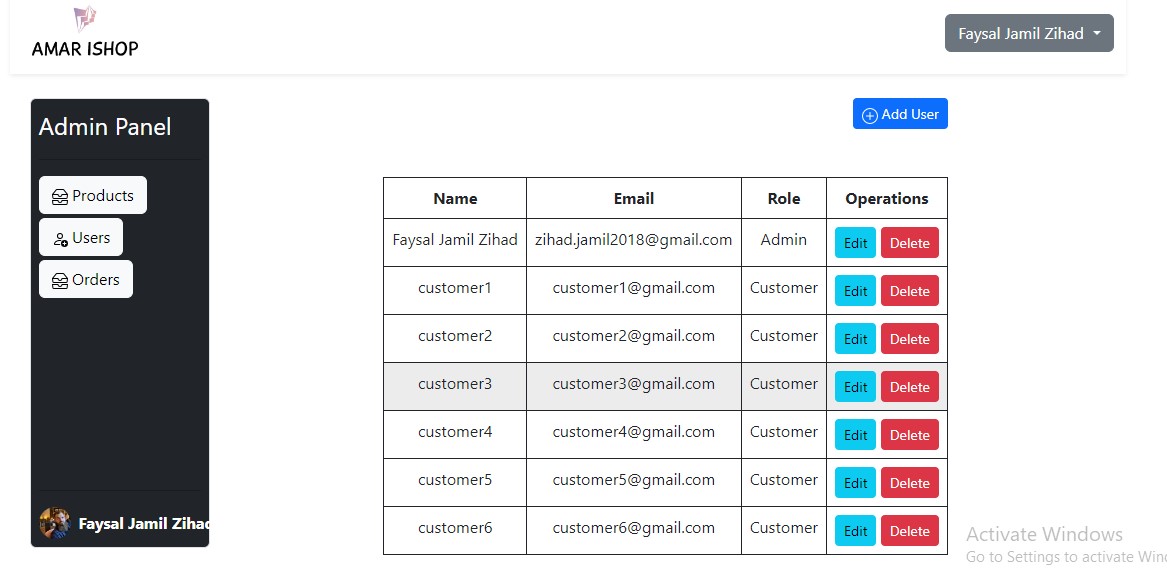 AMAR ISHOP
Faysal Jamil Zihad
Admin Panel
Products
Users
Orders
Faysal Jamil Zihad
Add User
Name Email Role Operations
Faysal Jamil Zihad zihad.jamil2018@gmail.com Admin Edit Delete
customer1 customer1@gmail.com Customer Edit Delete
customer2 customer2@gmail.com Customer Edit Delete
customer3 customer3@gmail.com Customer Edit Delete
customer4 customer4@gmail.com Customer Edit Delete
customer5 customer5@gmail.com Customer Edit Delete
customer6 customer6@gmail.com Customer Edit Delete
Activate Windows
Go to Settings to activate Win